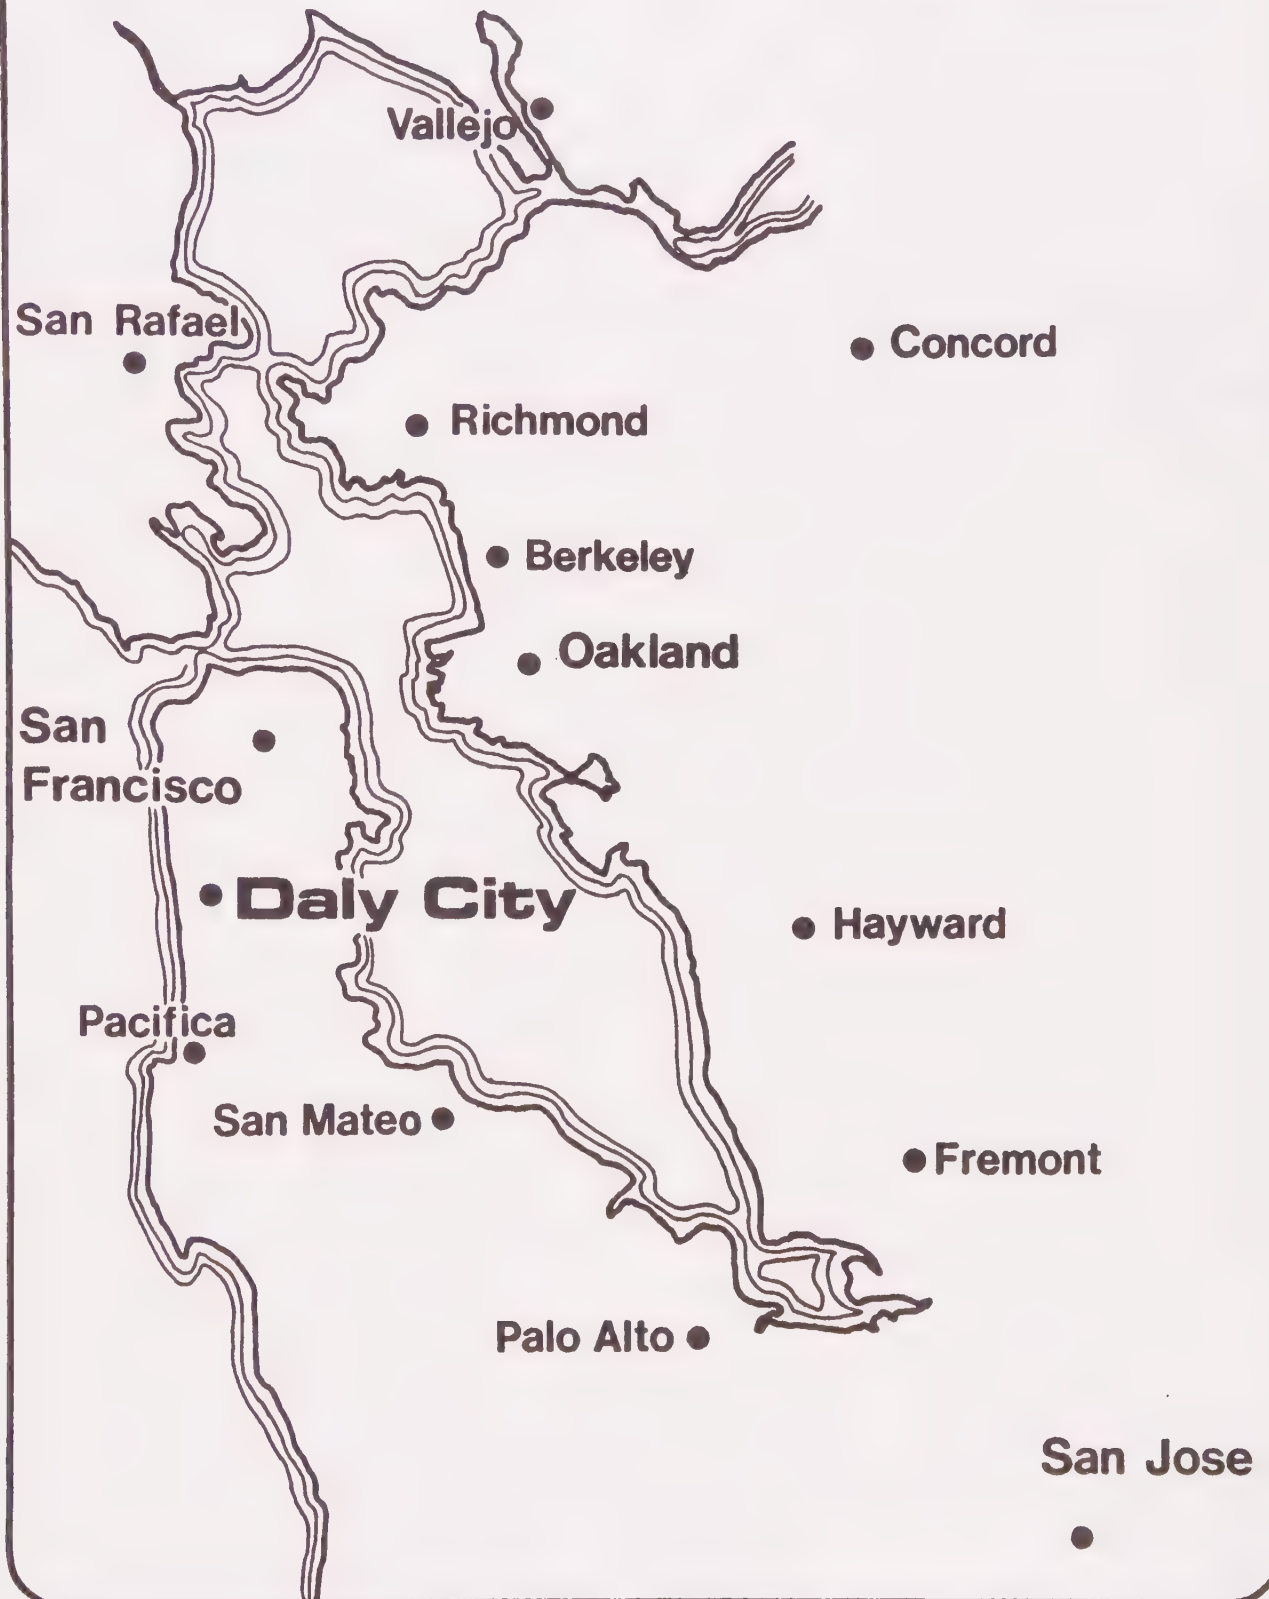 Vallejo
San Rafael
Concord
Richmond
Berkeley
Oakland
San
Francisco
Daly City
Hayward
Pacifica
San Mateo
Fremont
Palo Alto
San Jose